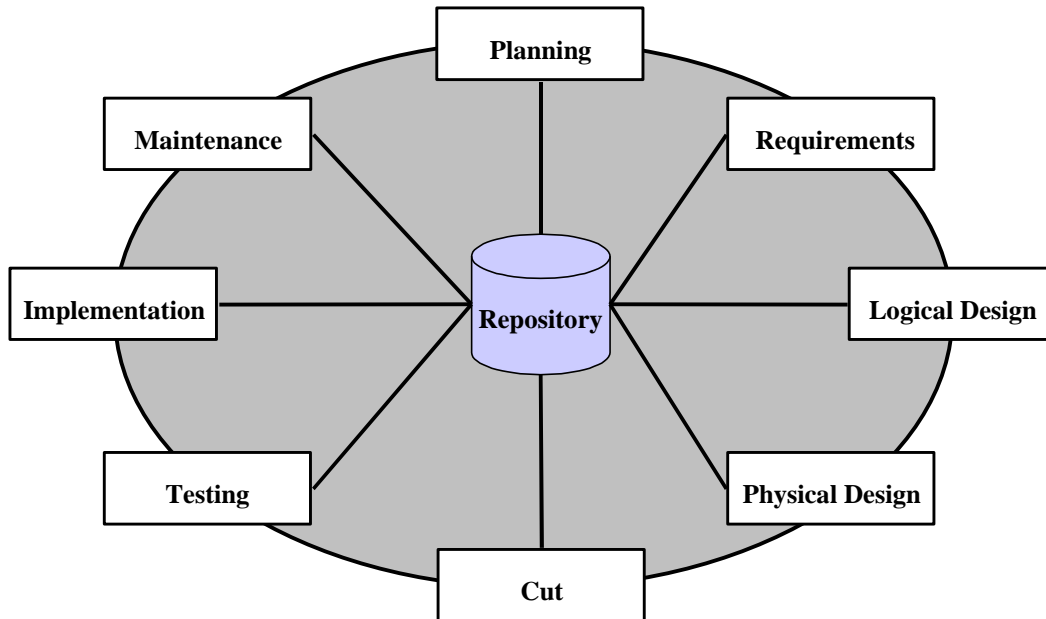 Planning
Maintenance
Requirements
Implementation
Repository
Logical Design
Testing
Physical Design
Cut